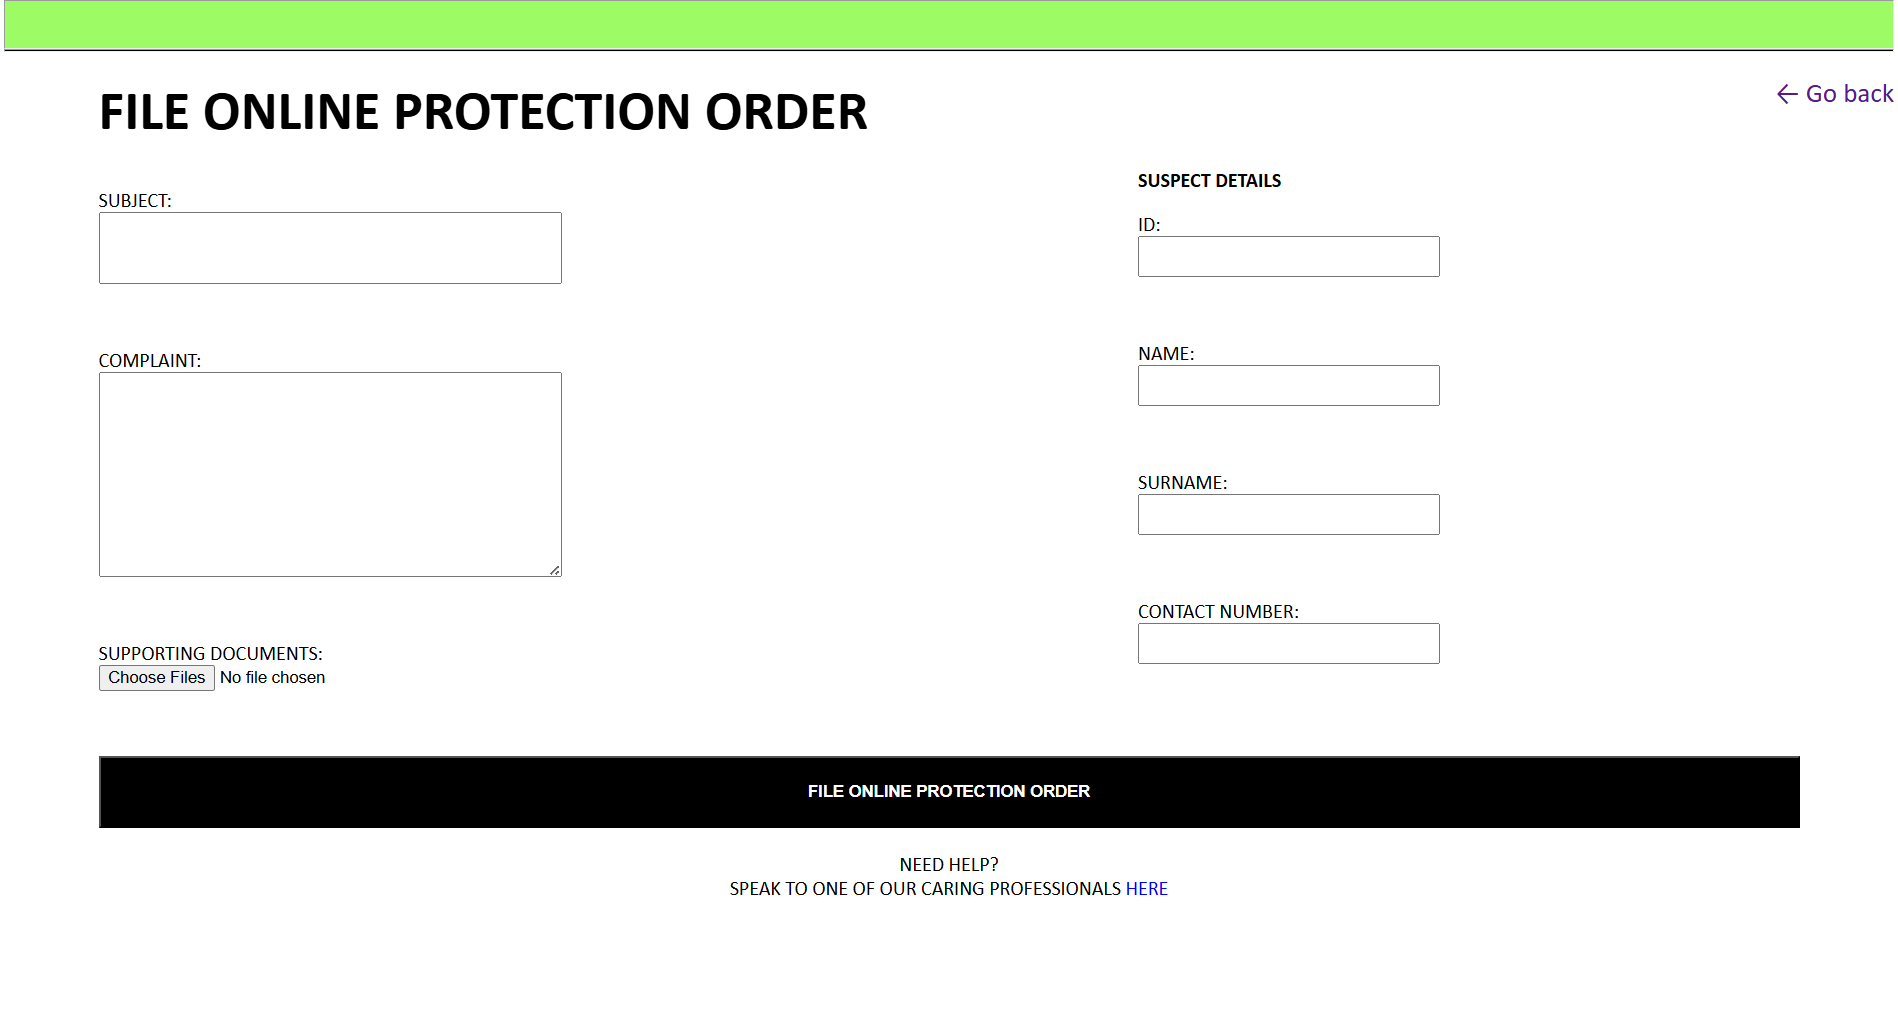 FILE ONLINE PROTECTION ORDER
← Go back
SUBJECT:
COMPLAINT:
SUPPORTING DOCUMENTS:
Choose Files No file chosen
SUSPECT DETAILS
ID:
NAME:
SURNAME:
CONTACT NUMBER:
FILE ONLINE PROTECTION ORDER
NEED HELP?
SPEAK TO ONE OF OUR CARING PROFESSIONALS HERE